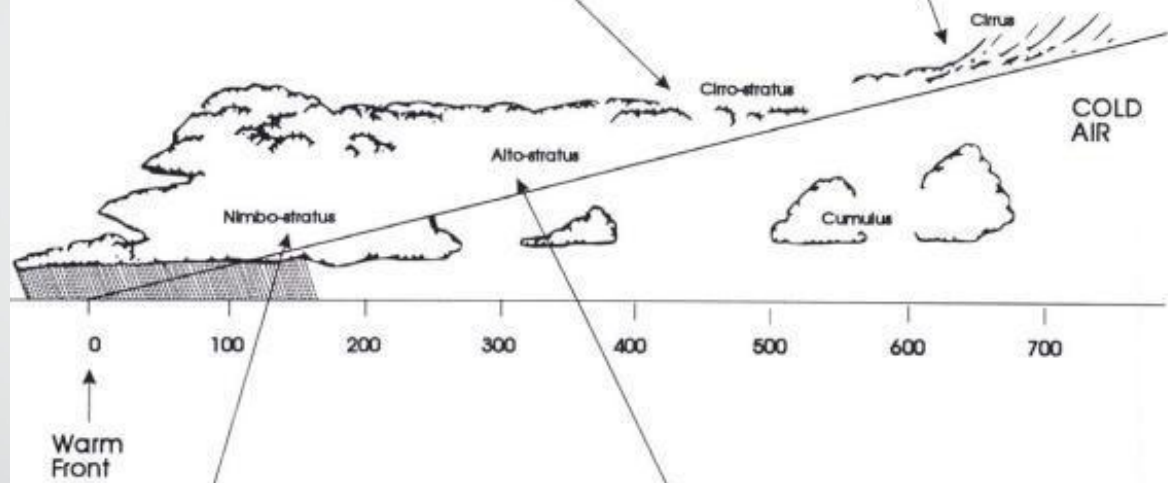 Cirrus
Cirro-stratus
COLD
AIR
Alto-stratus
Nimbo-stratus
Cumulus
0 100 200 300 400 500 600 700
Warm
Front